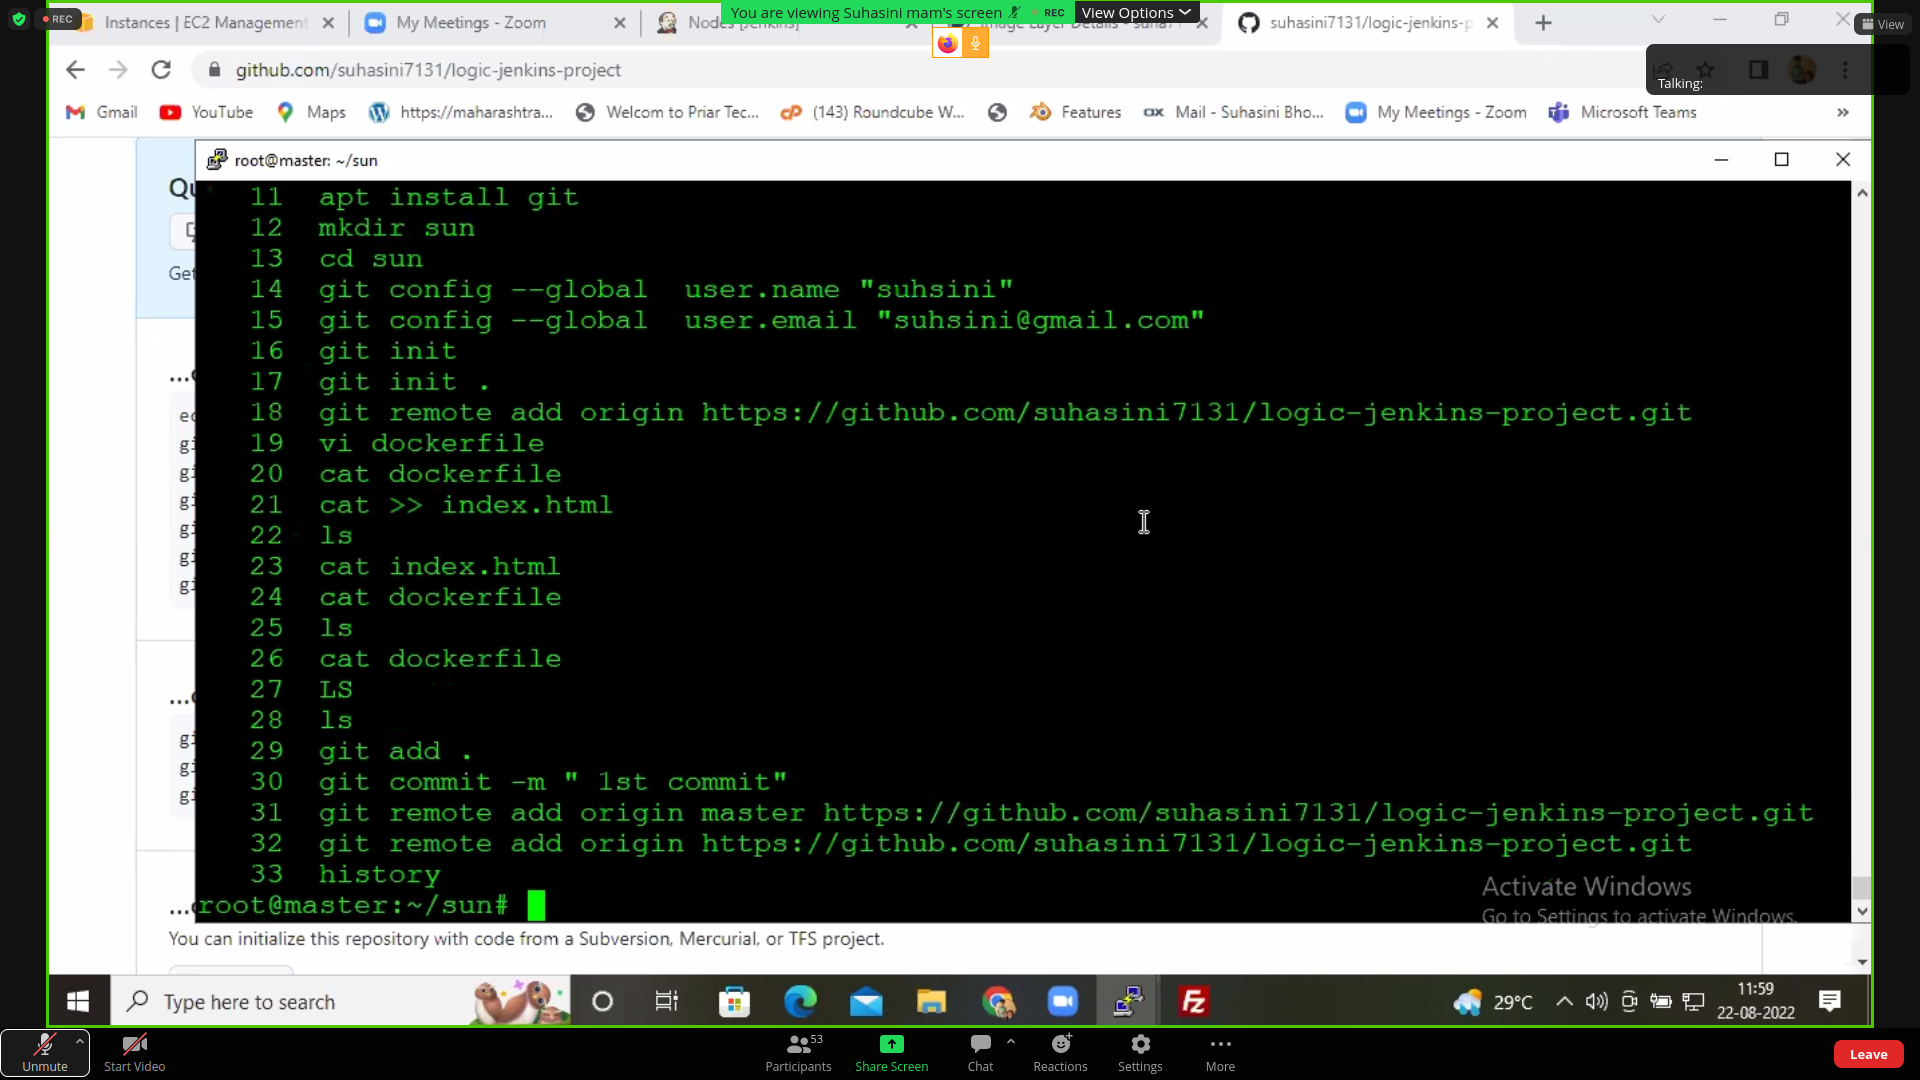 REC
Instances | EC2 Management
My Meetings - Zoom
Nodes [Jenkins]
You are viewing Suhasini mam's screen
REC
View Options
suhasini7131/logic-jenkins-p
View
github.com/suhasini7131/logic-jenkins-project
Talking:
Gmail
YouTube
Maps
https://maharashtra...
Welcom to Priar Tec...
(143) Roundcube W...
Features
Mail - Suhasini Bho...
My Meetings - Zoom
Microsoft Teams
root@master: ~/sun
11 apt install git
12 mkdir sun
13 cd sun
14 git config --global user.name "suhsini"
15 git config --global user.email "suhsini@gmail.com"
16 git init
17 git init .
18 git remote add origin https://github.com/suhasini7131/logic-jenkins-project.git
19 vi dockerfile
20 cat dockerfile
21 cat >> index.html
22 ls
23 cat index.html
24 cat dockerfile
25 ls
26 cat dockerfile
27 LS
28 ls
29 git add .
30 git commit -m " 1st commit"
31 git remote add origin master https://github.com/suhasini7131/logic-jenkins-project.git
32 git remote add origin https://github.com/suhasini7131/logic-jenkins-project.git
33 history
root@master:~/sun#
Activate Windows
Go to Settings to activate Windows.
You can initialize this repository with code from a Subversion, Mercurial, or TFS project.
Type here to search
29°C
11:59
22-08-2022
Unmute
Start Video
53
Participants
Share Screen
Chat
Reactions
Settings
More
Leave